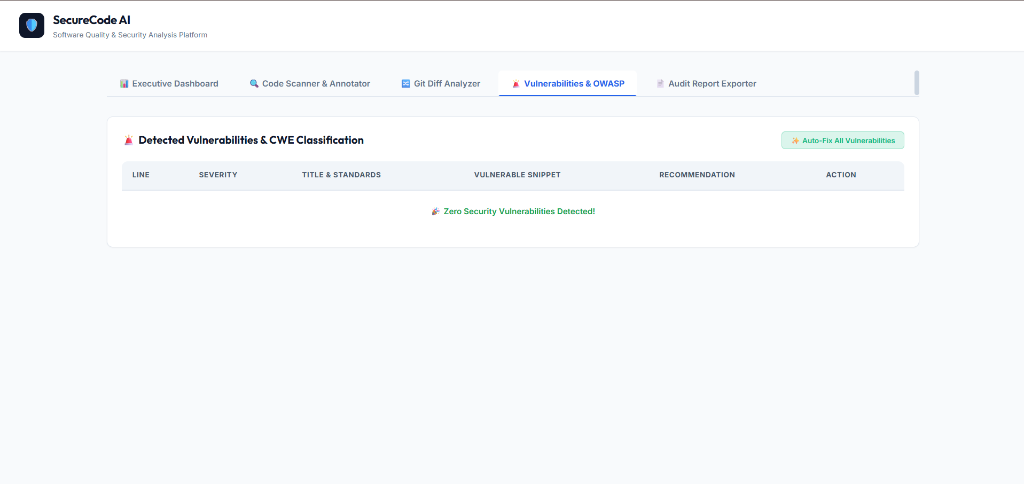 SecureCode AI
Software Quality & Security Analysis Platform
Executive Dashboard
Code Scanner & Annotator
Git Diff Analyzer
Vulnerabilities & OWASP
Audit Report Exporter
Detected Vulnerabilities & CWE Classification
Auto-Fix All Vulnerabilities
LINE SEVERITY TITLE & STANDARDS VULNERABLE SNIPPET RECOMMENDATION ACTION
Zero Security Vulnerabilities Detected!